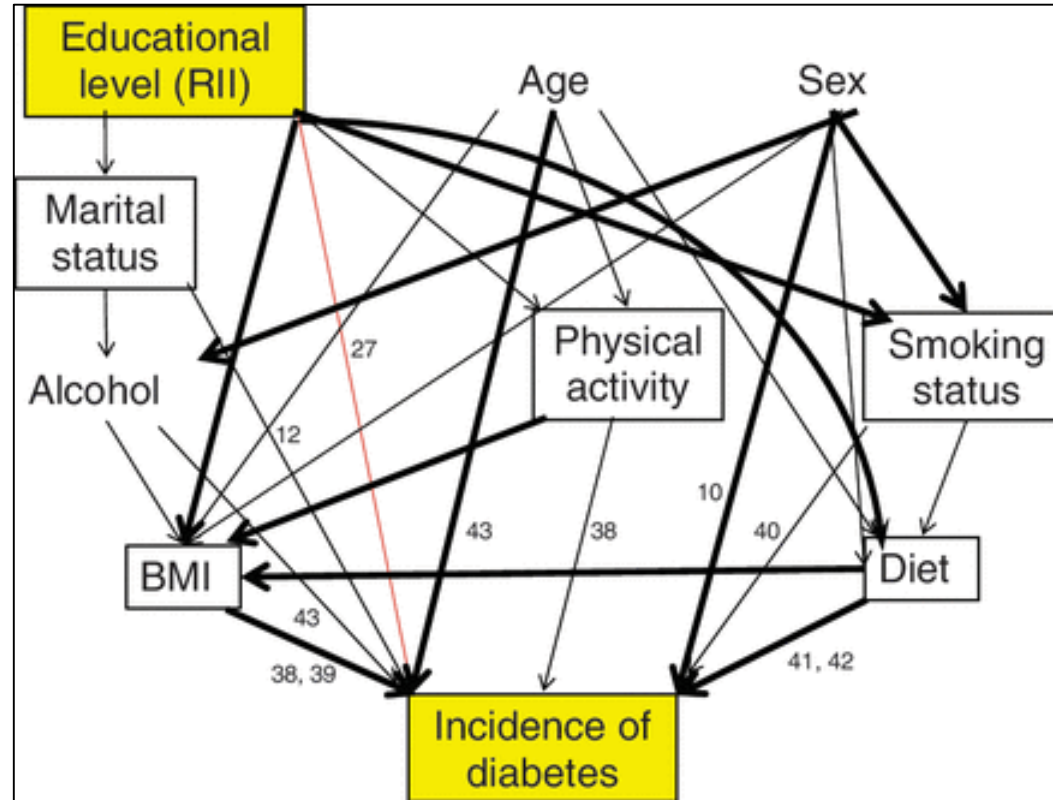 Educational
level (RII)
Age
Sex
Marital
status
27
Physical
activity
Smoking
status
Alcohol
12
10
43
38
40
BMI
Diet
43
38, 39
41, 42
Incidence of
diabetes